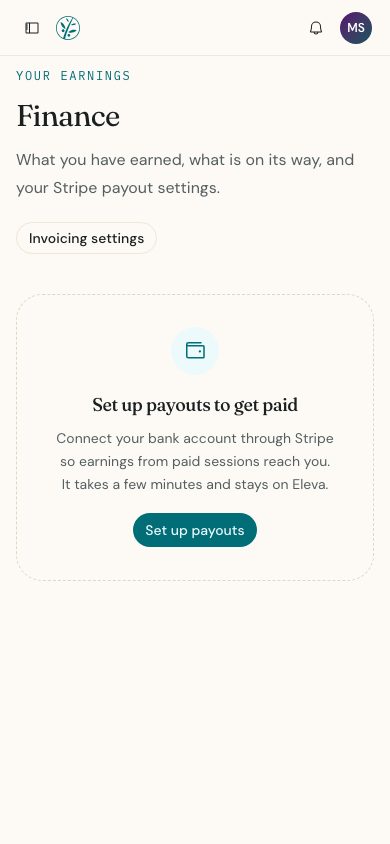 MS
YOUR EARNINGS
Finance
What you have earned, what is on its way, and
your Stripe payout settings.
Invoicing settings
Set up payouts to get paid
Connect your bank account through Stripe
so earnings from paid sessions reach you.
It takes a few minutes and stays on Eleva.
Set up payouts